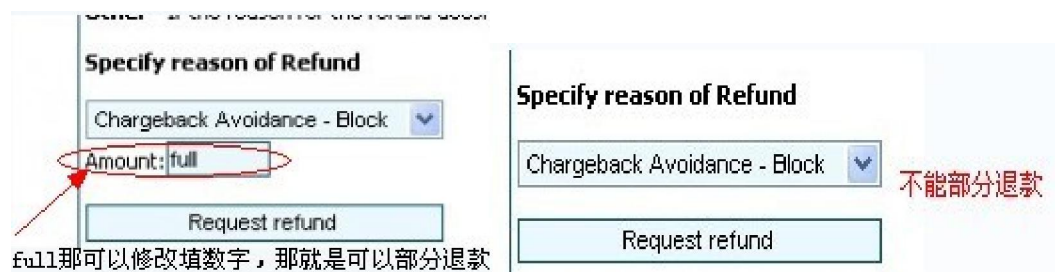 Specify reason of Refund
Chargeback Avoidance - Block
Amount: full
Request refund
full那可以修改填数字，那就是可以部分退款
Specify reason of Refund
Chargeback Avoidance - Block
不能部分退款
Request refund